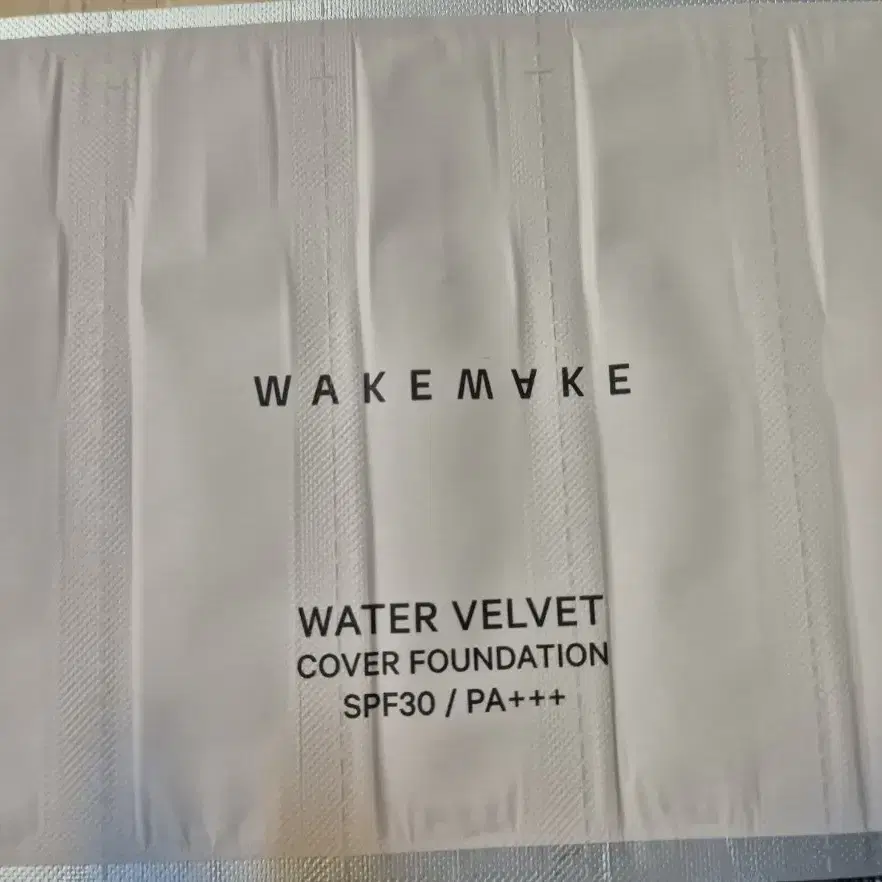 WAKEMAKE
WATER VELVET
COVER FOUNDATION
SPF30 / PA+++